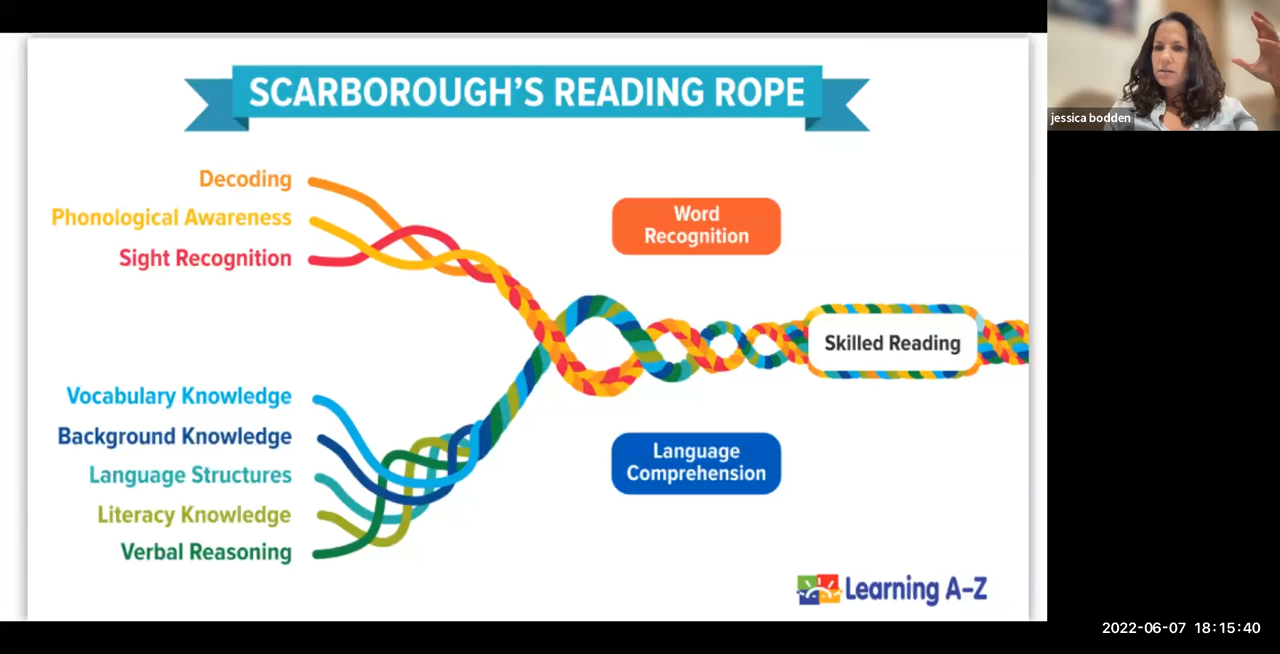 SCARBOROUGH'S READING ROPE
jessica bodden
Decoding
Phonological Awareness
Sight Recognition
Word
Recognition
Skilled Reading
Vocabulary Knowledge
Background Knowledge
Language Structures
Literacy Knowledge
Verbal Reasoning
Language
Comprehension
Learning A-Z
2022-06-07 18:15:40